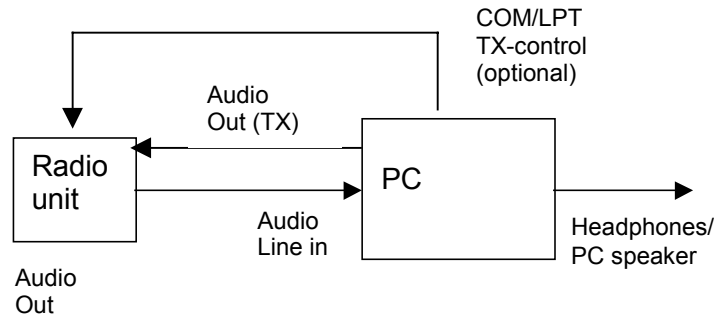 COM/LPT
TX-control
(optional)
Audio
Out (TX)
Radio
unit
PC
Audio
Line in
Headphones/
PC speaker
Audio
Out